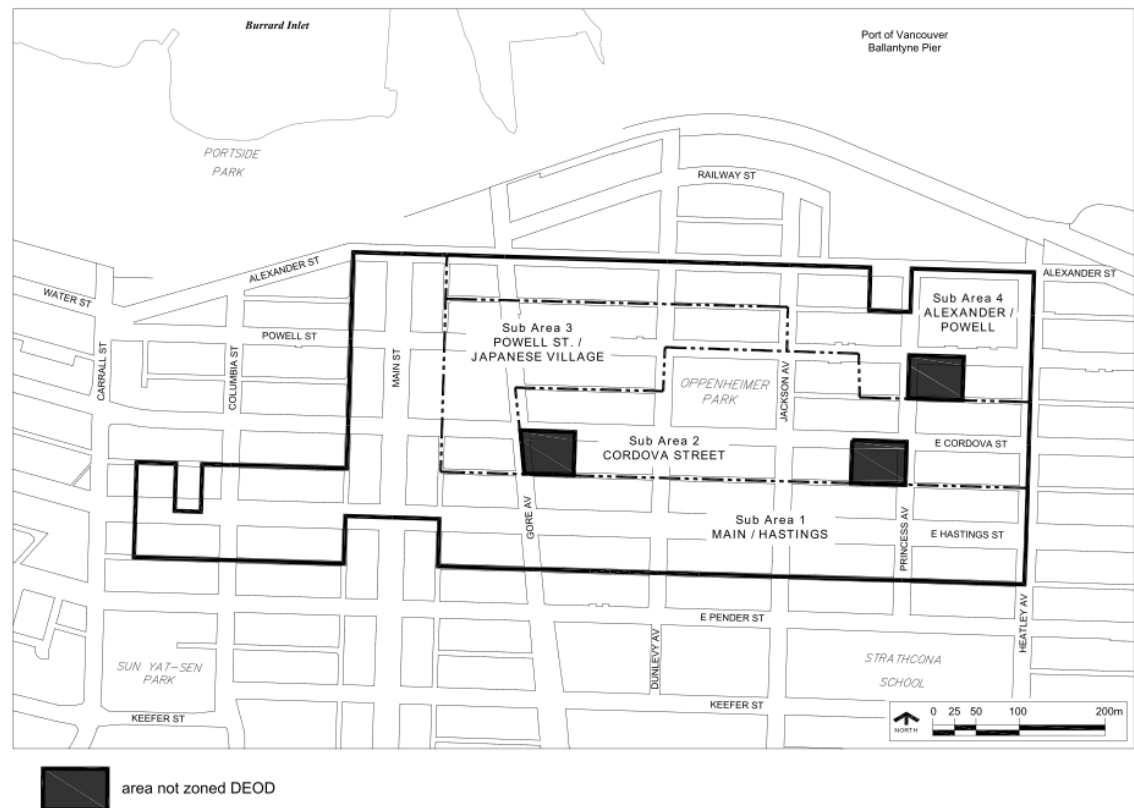 Burrard Inlet
Port of Vancouver
Ballantyne Pier
PORTSIDE
PARK
RAILWAY ST
ALEXANDER ST
ALEXANDER ST
WATER ST
Sub Area 4
ALEXANDER /
POWELL
Sub Area 3
POWELL ST. /
JAPANESE VILLAGE
POWELL ST
CARRALL ST
COLUMBIA ST
MAIN ST
OPPENHEIMER
PARK
JACKSON AV
Sub Area 2
CORDOVA STREET
E CORDOVA ST
GORE AV
Sub Area 1
MAIN / HASTINGS
PRINCESS AV
E HASTINGS ST
E PENDER ST
HEATLEY AV
DUNLEVY AV
SUN YAT-SEN
PARK
STRATHCONA
SCHOOL
KEEFER ST
KEEFER ST
NORTH
0 25 50 100 200m
area not zoned DEOD